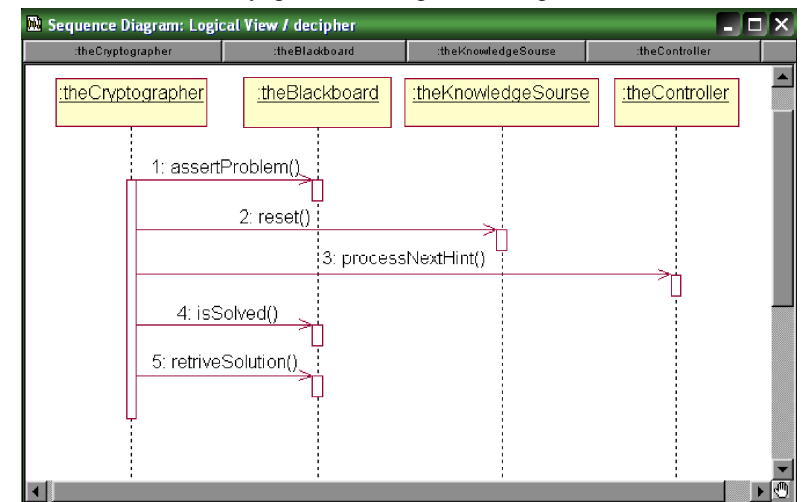 Sequence Diagram: Logical View / decipher
:theCryptographer :theBlackboard :theKnowledgeSourse :theController
:theCryptographer :theBlackboard :theKnowledgeSourse :theController
1: assertProblem()
2: reset()
3: processNextHint()
4: isSolved()
5: retriveSolution()